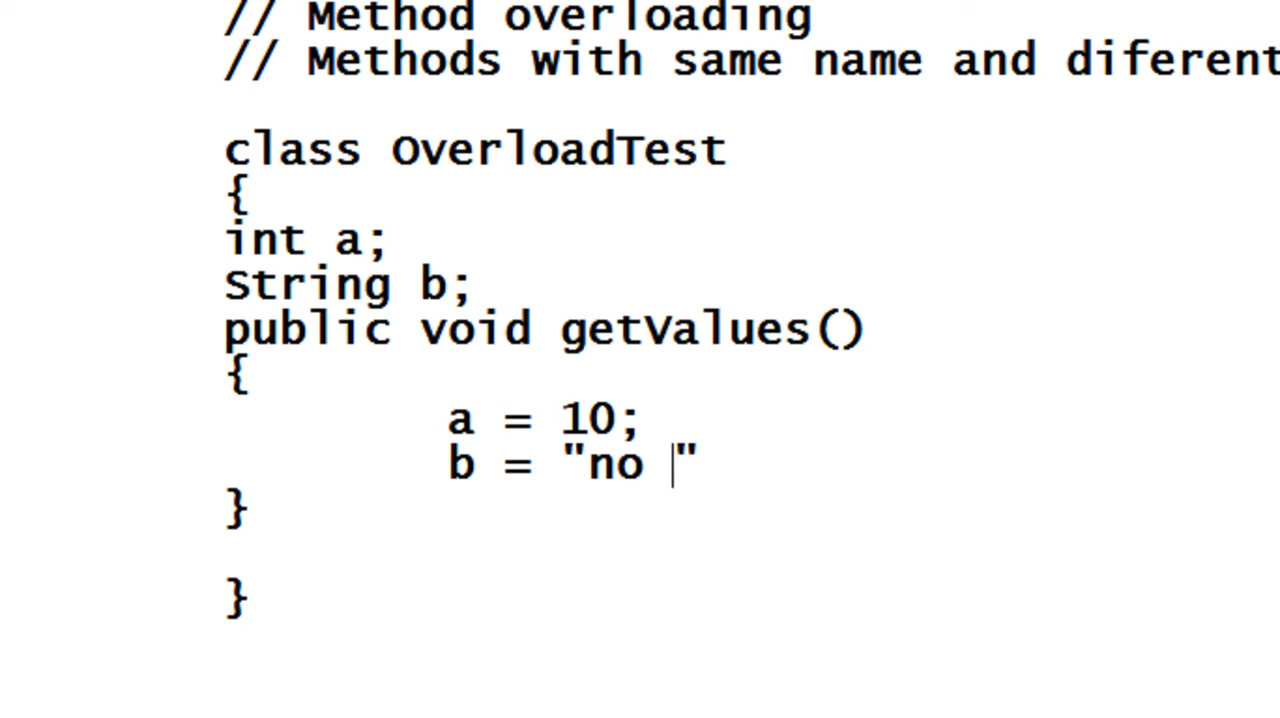 // Method overloading
// Methods with same name and diferent
class OverloadTest
{
int a;
String b;
public void getValues()
{
a = 10;
b = "no "
}
}